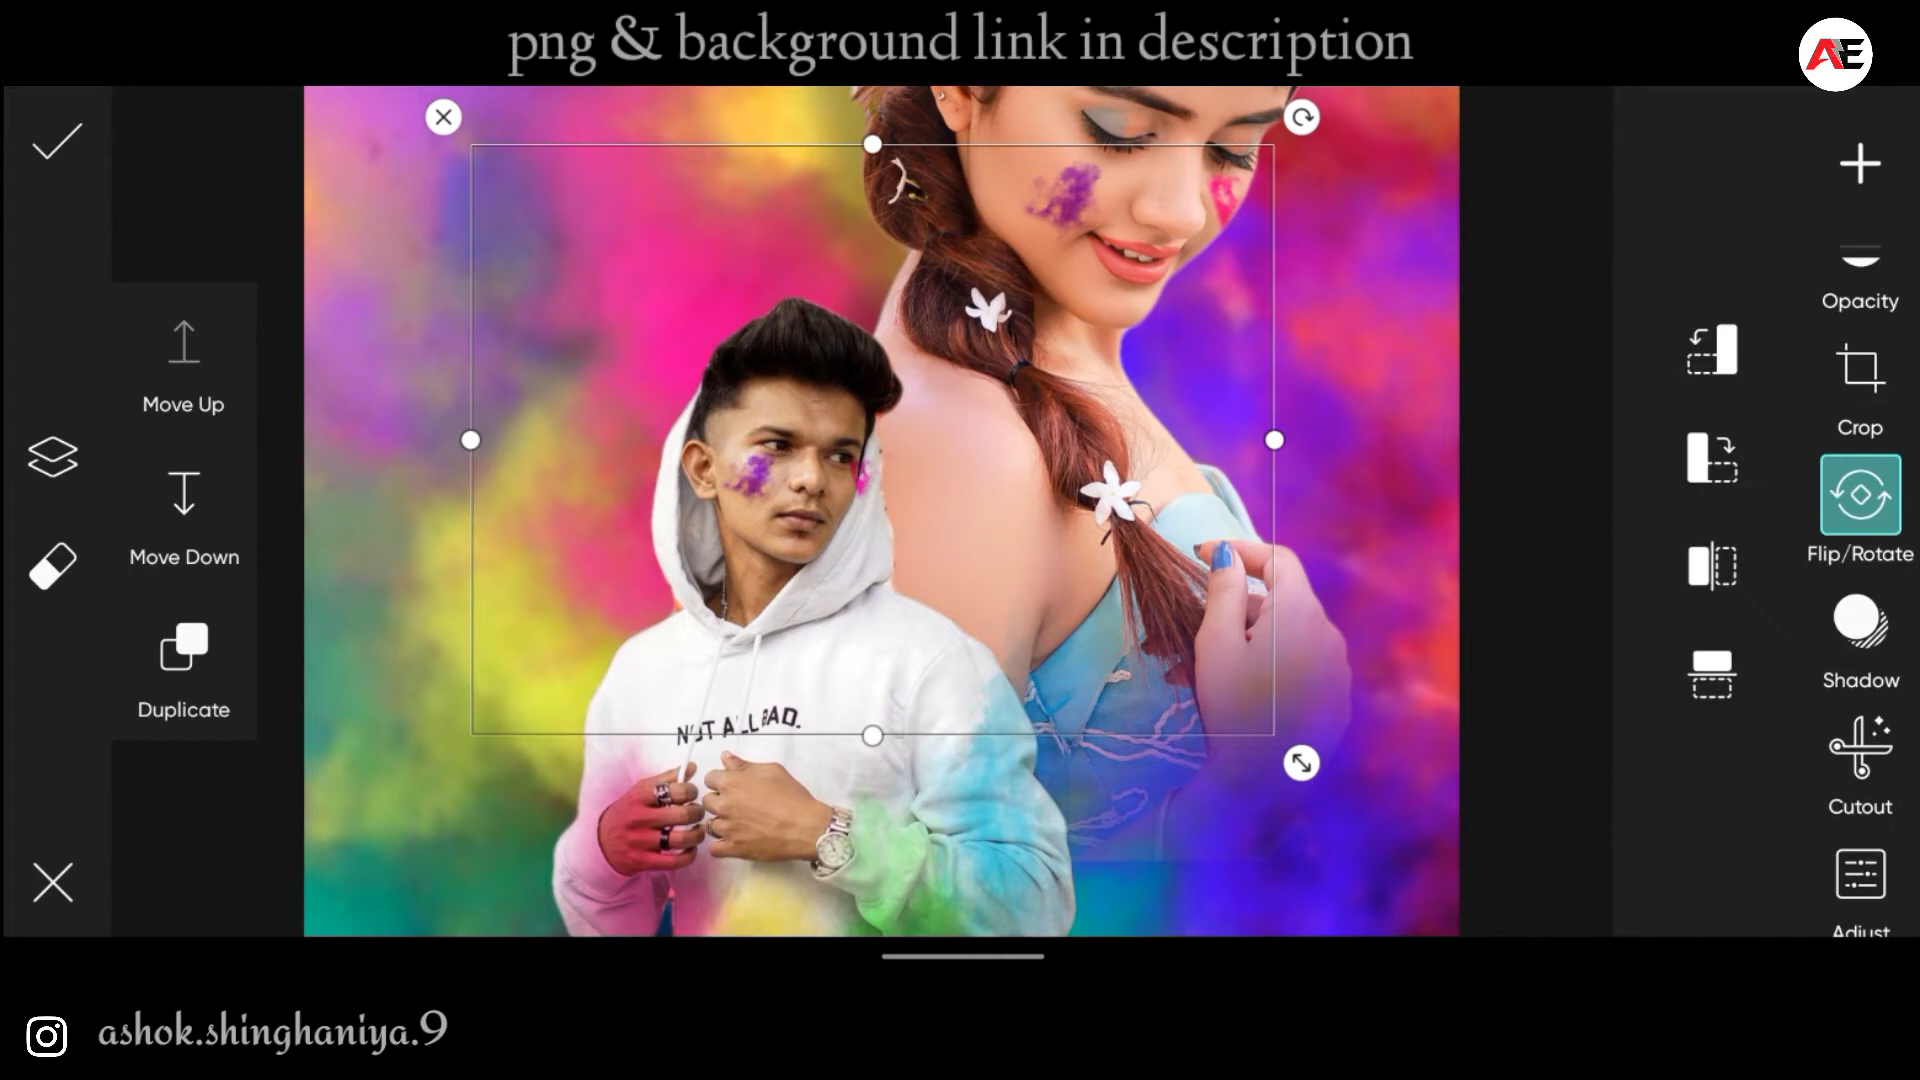 png & background link in description
AE
Move Up
Move Down
Duplicate
NOT ALL BAD.
Opacity
Crop
Flip/Rotate
Shadow
Cutout
Adjust
ashok.shinghaniya.9